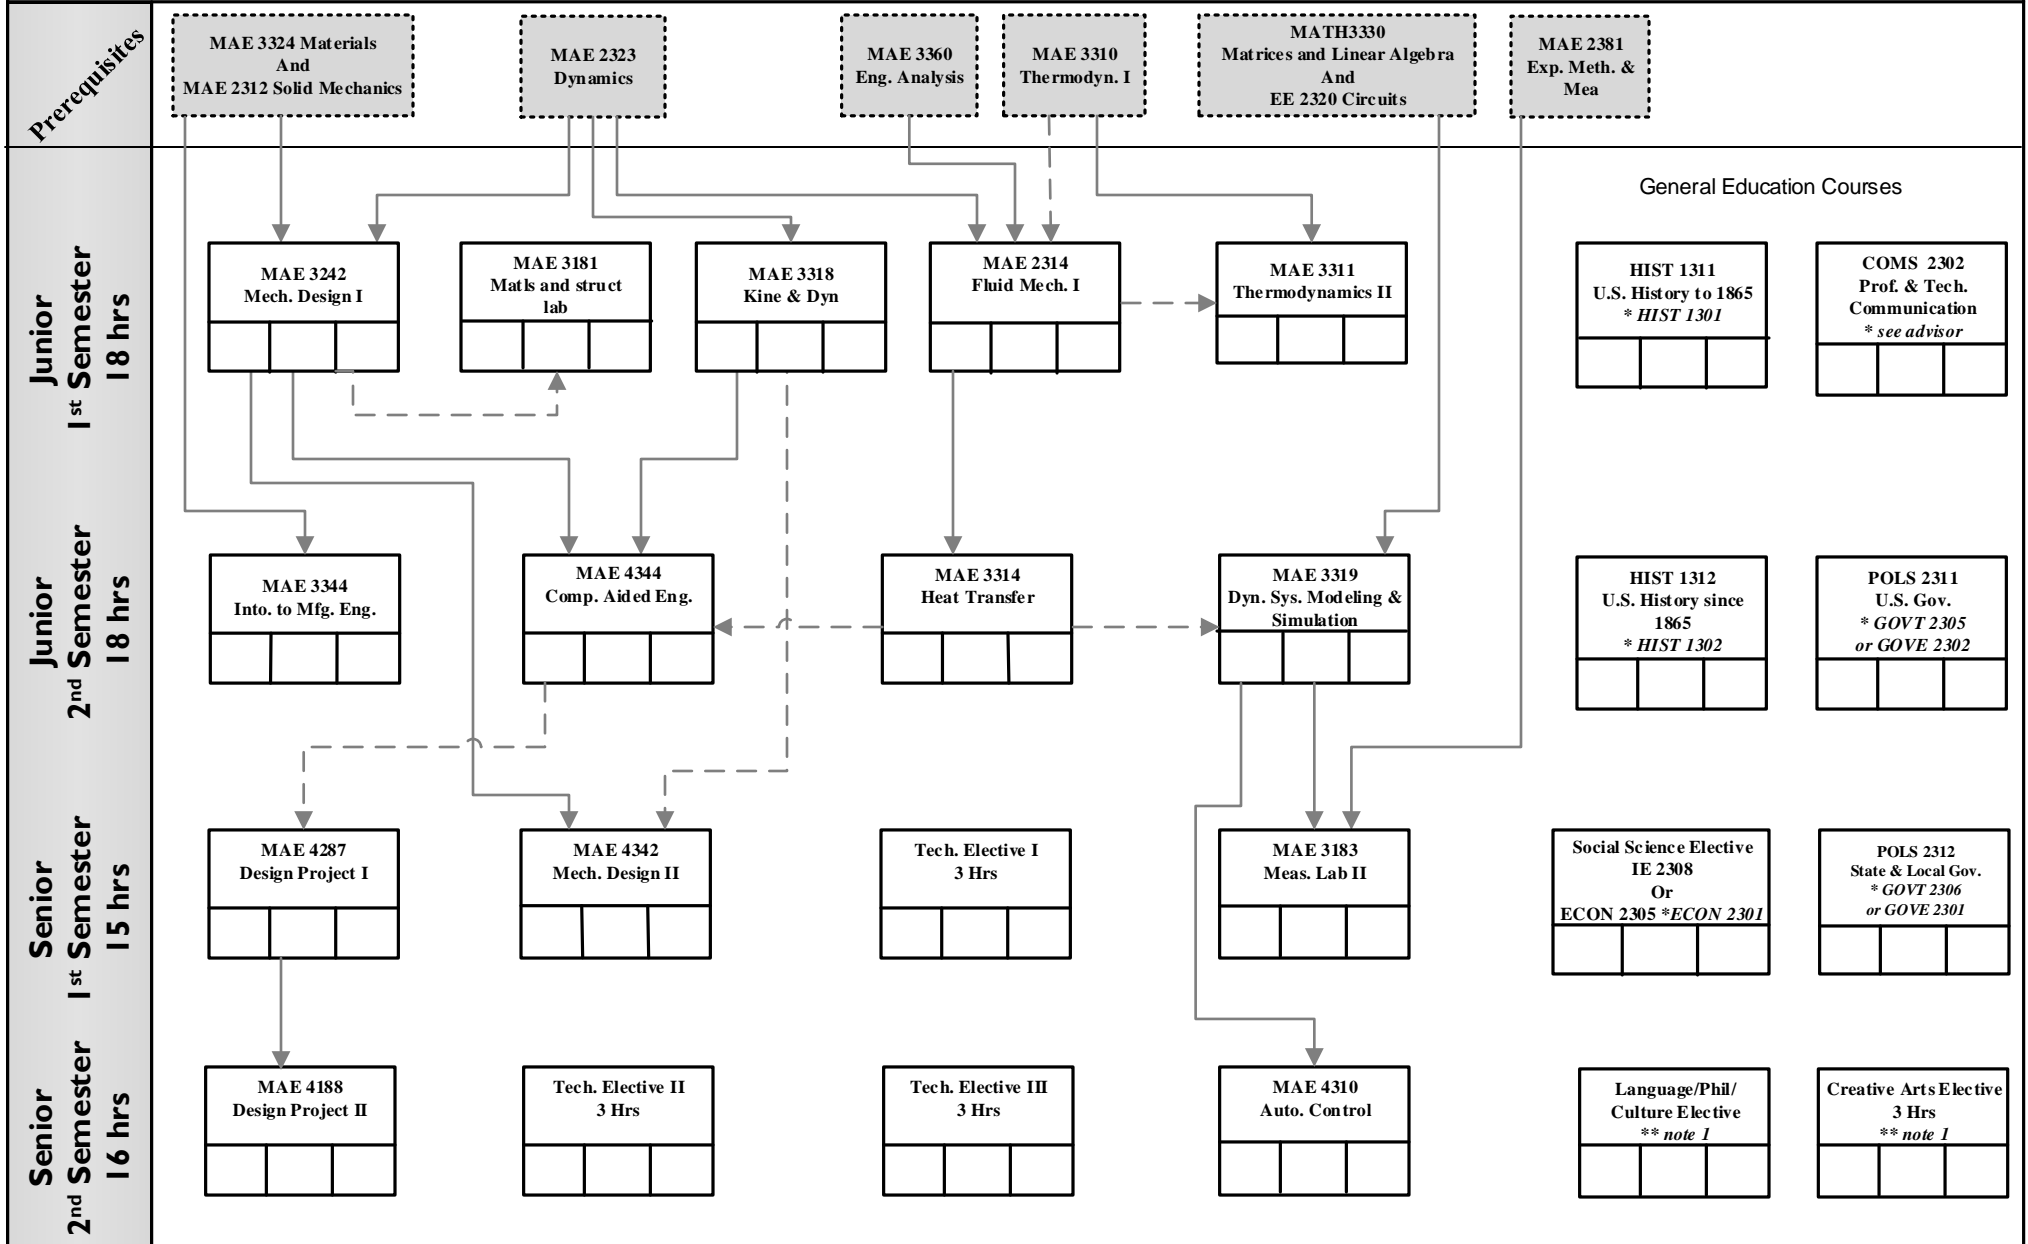 Prerequisites
MAE 3324 Materials
And
MAE 2312 Solid Mechanics
MAE 2323
Dynamics
MAE 3360
Eng. Analysis
MAE 3310
Thermodyn. I
MATH3330
Matrices and Linear Algebra
And
EE 2320 Circuits
MAE 2381
Exp. Meth. &
Mea
General Education Courses
Junior
1st Semester
18 hrs
MAE 3242
Mech. Design I
MAE 3181
Matls and struct
lab
MAE 3318
Kine & Dyn
MAE 2314
Fluid Mech. I
MAE 3311
Thermodynamics II
HIST 1311
U.S. History to 1865
* HIST 1301
COMS 2302
Prof. & Tech.
Communication
* see advisor
Junior
2nd Semester
18 hrs
MAE 3344
Into. to Mfg. Eng.
MAE 4344
Comp. Aided Eng.
MAE 3314
Heat Transfer
MAE 3319
Dyn. Sys. Modeling &
Simulation
HIST 1312
U.S. History since
1865
* HIST 1302
POLS 2311
U.S. Gov.
* GOVT 2305
or GOVE 2302
Senior
1st Semester
15 hrs
MAE 4287
Design Project I
MAE 4342
Mech. Design II
Tech. Elective I
3 Hrs
MAE 3183
Meas. Lab II
Social Science Elective
IE 2308
Or
ECON 2305 *ECON 2301
POLS 2312
State & Local Gov.
* GOVT 2306
or GOVE 2301
Senior
2nd Semester
16 hrs
MAE 4188
Design Project II
Tech. Elective II
3 Hrs
Tech. Elective III
3 Hrs
MAE 4310
Auto. Control
Language/Phil/
Culture Elective
** note 1
Creative Arts Elective
3 Hrs
** note 1